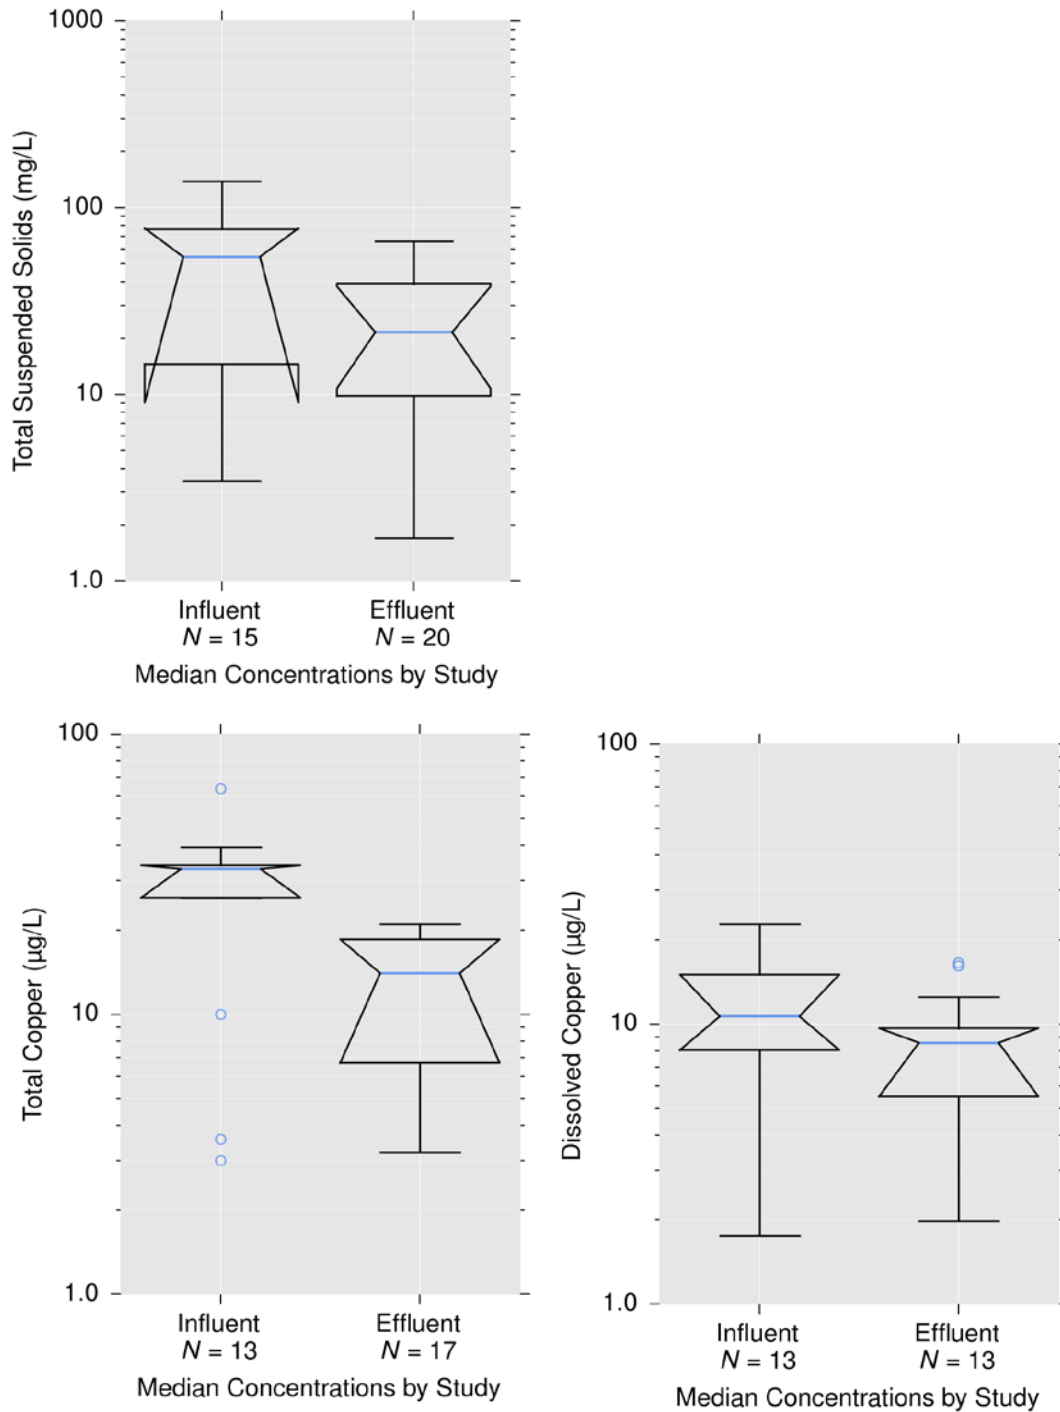 Total Suspended Solids (mg/L)
1000
100
10
1.0
Influent
N = 15
Effluent
N = 20
Median Concentrations by Study
Total Copper (µg/L)
100
10
1.0
Influent
N = 13
Effluent
N = 17
Median Concentrations by Study
Dissolved Copper (µg/L)
100
10
1.0
Influent
N = 13
Effluent
N = 13
Median Concentrations by Study